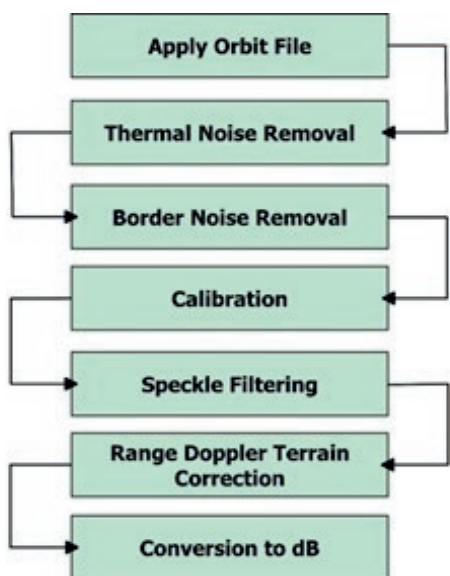 Apply Orbit File
Thermal Noise Removal
Border Noise Removal
Calibration
Speckle Filtering
Range Doppler Terrain
Correction
Conversion to dB